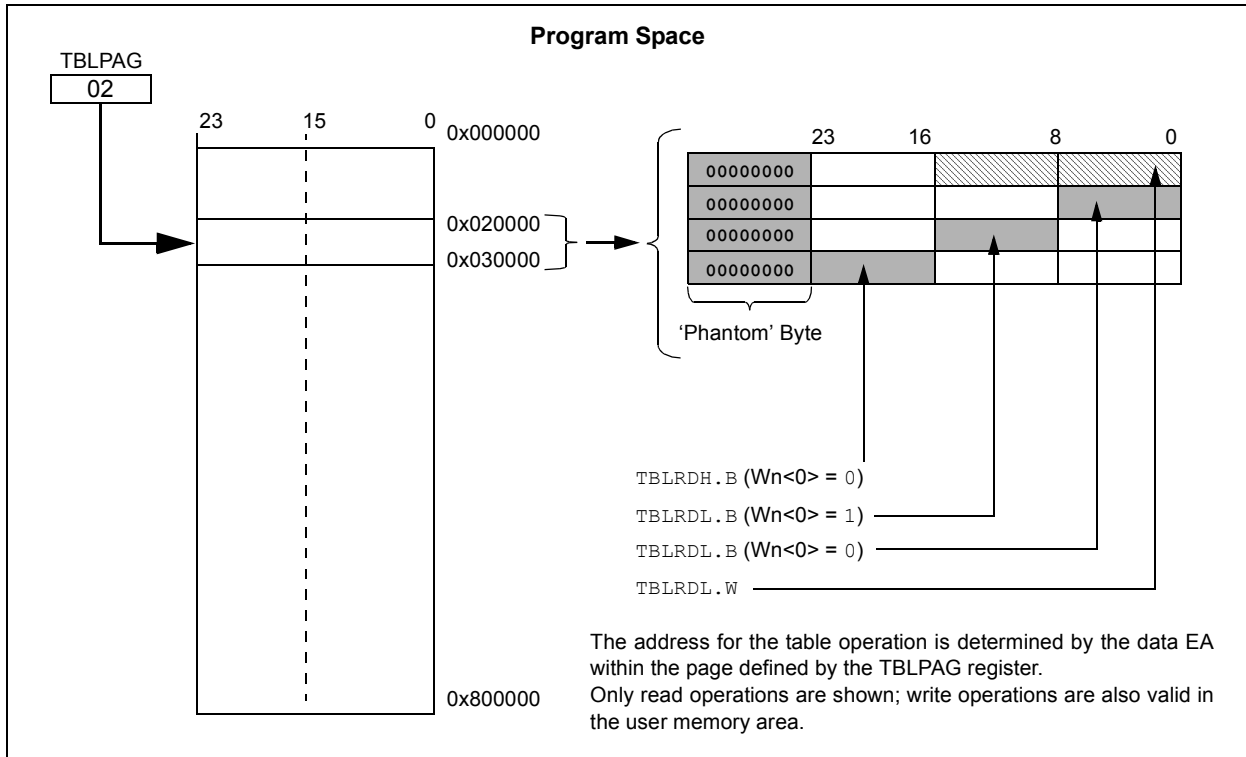 Program Space
TBLPAG
02
23 15 0
0x000000
0x020000
0x030000
0x800000
23 16 8 0
00000000
00000000
00000000
00000000
‘Phantom’ Byte
TBLRDH.B (Wn<0> = 0)
TBLRDL.B (Wn<0> = 1)
TBLRDL.B (Wn<0> = 0)
TBLRDL.W
The address for the table operation is determined by the data EA
within the page defined by the TBLPAG register.
Only read operations are shown; write operations are also valid in
the user memory area.